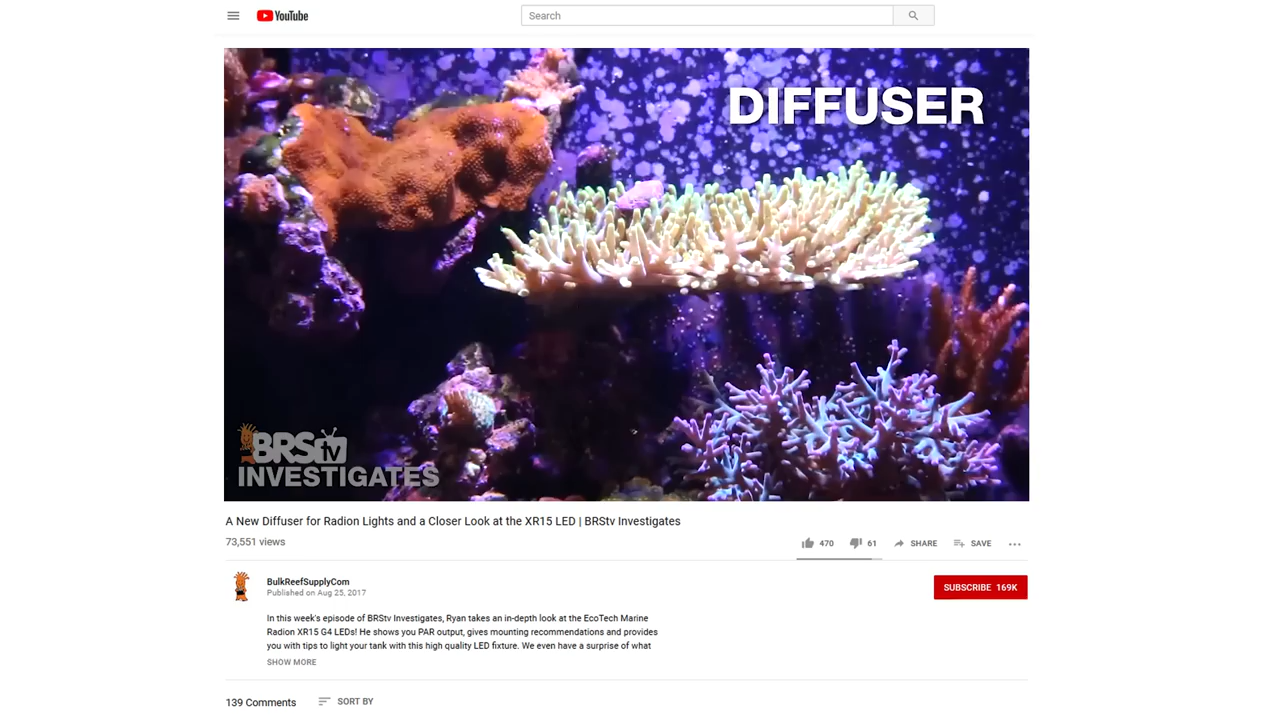 YouTube
Search
DIFFUSER
BRStv
INVESTIGATES
A New Diffuser for Radion Lights and a Closer Look at the XR15 LED | BRStv Investigates
73,551 views
470 61 SHARE SAVE
BulkReefSupplyCom
Published on Aug 25, 2017
SUBSCRIBE 169K
In this week's episode of BRStv Investigates, Ryan takes an in-depth look at the EcoTech Marine
Radion XR15 G4 LEDs! He shows you PAR output, gives mounting recommendations and provides
you with tips to light your tank with this high quality LED fixture. We even have a surprise of what
SHOW MORE
139 Comments SORT BY